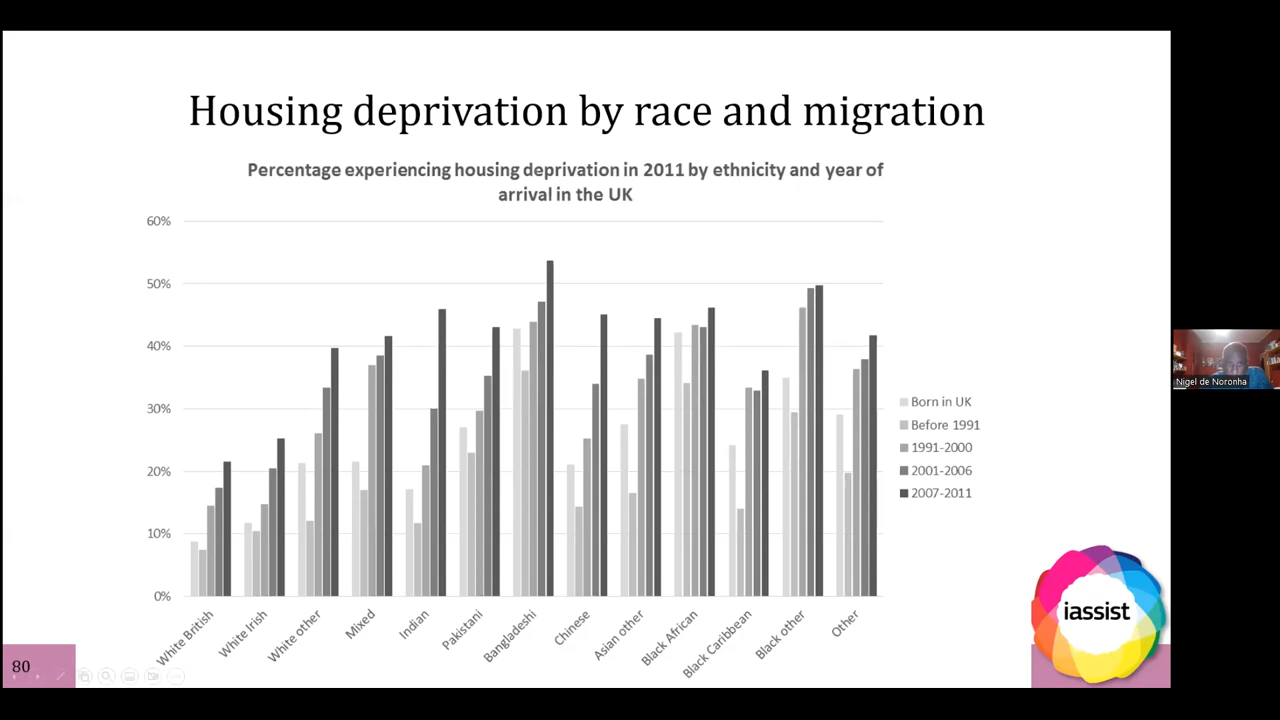 Housing deprivation by race and migration
Percentage experiencing housing deprivation in 2011 by ethnicity and year of
arrival in the UK
60%
50%
40%
30%
20%
10%
0%
White British
White Irish
White other
Mixed
Indian
Pakistani
Bangladeshi
Chinese
Asian other
Black African
Black Caribbean
Black other
Other
Born in UK
Before 1991
1991-2000
2001-2006
2007-2011
Nigel de Noronha
iassist
80